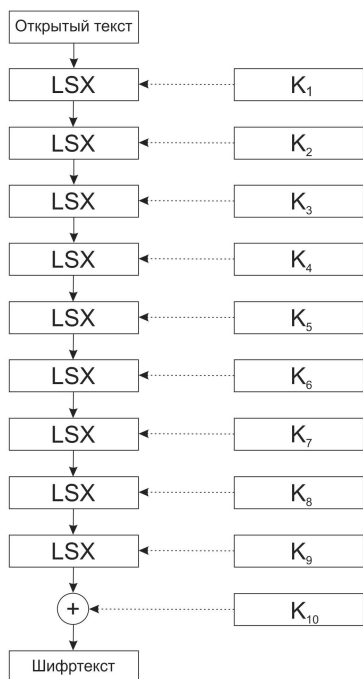 Открытый текст
LSX K₁
LSX K₂
LSX K₃
LSX K₄
LSX K₅
LSX K₆
LSX K₇
LSX K₈
LSX K₉
+ K₁₀
Шифртекст